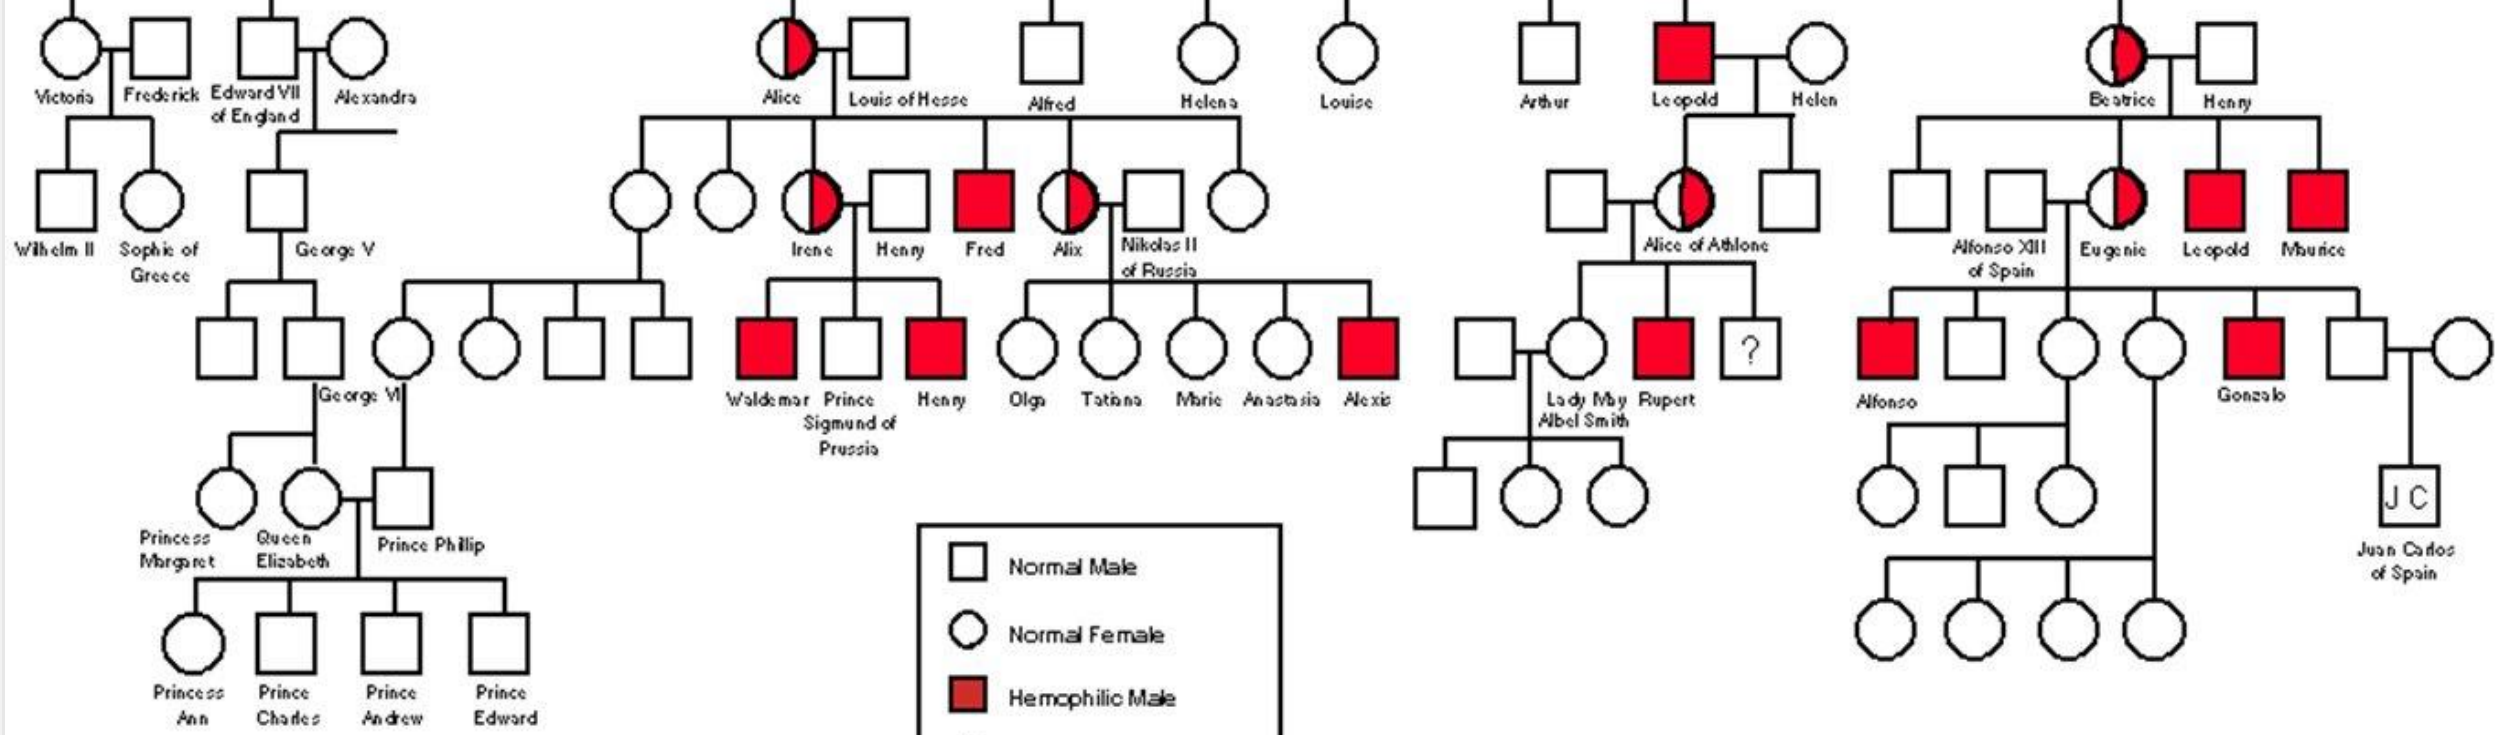 Victoria
Frederick
Edward VII
of England
Alexandra
Alice
Louis of Hesse
Alfred
Helena
Louise
Arthur
Leopold
Helen
Beatrice
Henry
Wilhelm II
Sophie of
Greece
George V
Irene
Henry
Fred
Alix
Nikolas II
of Russia
Alice of Athlone
Alfonso XIII
of Spain
Eugenie
Leopold
Maurice
?
George VI
Waldemar
Prince
Sigmund of
Prussia
Henry
Olga
Tatiana
Marie
Anastasia
Alexis
Lady May
Albel Smith
Rupert
Alfonso
Gonzalo
J C
Princess
Margaret
Queen
Elizabeth
Prince Phillip
Juan Carlos
of Spain
Normal Male
Normal Female
Hemophilic Male
Princess
Ann
Prince
Charles
Prince
Andrew
Prince
Edward